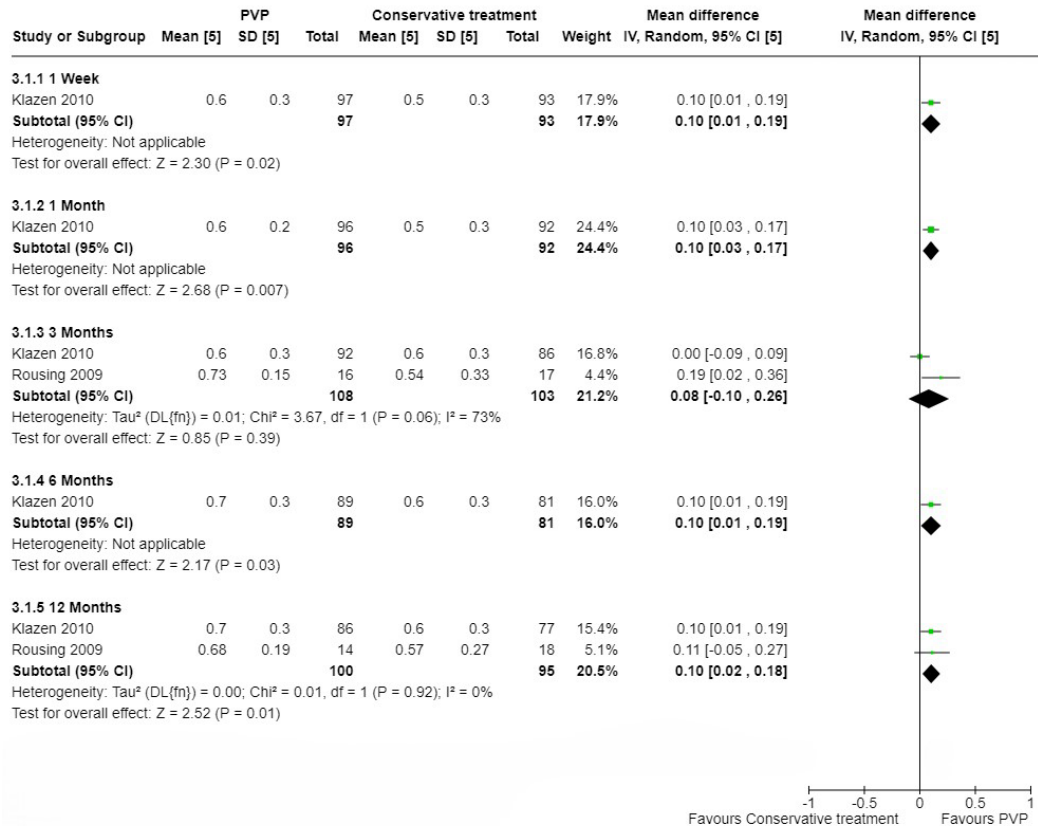 PVP Conservative treatment Mean difference Mean difference
Study or Subgroup Mean [5] SD [5] Total Mean [5] SD [5] Total Weight IV, Random, 95% CI [5] IV, Random, 95% CI [5]
3.1.1 1 Week
Klazen 2010 0.6 0.3 97 0.5 0.3 93 17.9% 0.10 [0.01 , 0.19]
Subtotal (95% CI) 97 93 17.9% 0.10 [0.01 , 0.19]
Heterogeneity: Not applicable
Test for overall effect: Z = 2.30 (P = 0.02)
3.1.2 1 Month
Klazen 2010 0.6 0.2 96 0.5 0.3 92 24.4% 0.10 [0.03 , 0.17]
Subtotal (95% CI) 96 92 24.4% 0.10 [0.03 , 0.17]
Heterogeneity: Not applicable
Test for overall effect: Z = 2.68 (P = 0.007)
3.1.3 3 Months
Klazen 2010 0.6 0.3 92 0.6 0.3 86 16.8% 0.00 [-0.09 , 0.09]
Rousing 2009 0.73 0.15 16 0.54 0.33 17 4.4% 0.19 [0.02 , 0.36]
Subtotal (95% CI) 108 103 21.2% 0.08 [-0.10 , 0.26]
Heterogeneity: Tau² (DL{fn}) = 0.01; Chi² = 3.67, df = 1 (P = 0.06); I² = 73%
Test for overall effect: Z = 0.85 (P = 0.39)
3.1.4 6 Months
Klazen 2010 0.7 0.3 89 0.6 0.3 81 16.0% 0.10 [0.01 , 0.19]
Subtotal (95% CI) 89 81 16.0% 0.10 [0.01 , 0.19]
Heterogeneity: Not applicable
Test for overall effect: Z = 2.17 (P = 0.03)
3.1.5 12 Months
Klazen 2010 0.7 0.3 86 0.6 0.3 77 15.4% 0.10 [0.01 , 0.19]
Rousing 2009 0.68 0.19 14 0.57 0.27 18 5.1% 0.11 [-0.05 , 0.27]
Subtotal (95% CI) 100 95 20.5% 0.10 [0.02 , 0.18]
Heterogeneity: Tau² (DL{fn}) = 0.00; Chi² = 0.01, df = 1 (P = 0.92); I² = 0%
Test for overall effect: Z = 2.52 (P = 0.01)
-1 -0.5 0 0.5 1
Favours Conservative treatment Favours PVP